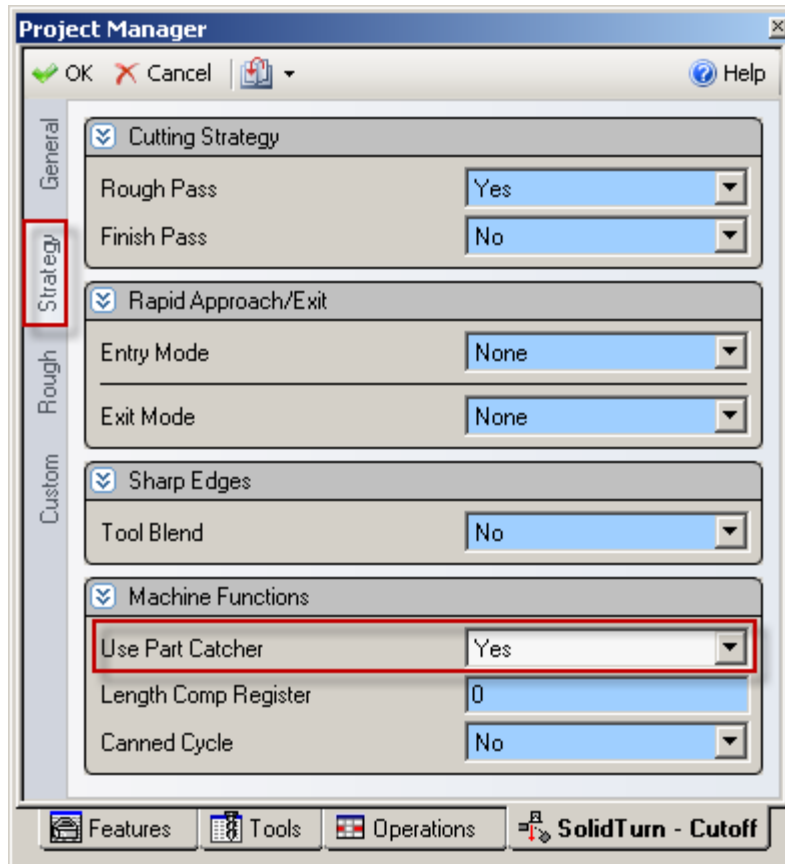 Project Manager
OK Cancel Help
General
Strategy
Rough
Custom
Cutting Strategy
Rough Pass Yes
Finish Pass No
Rapid Approach/Exit
Entry Mode None
Exit Mode None
Sharp Edges
Tool Blend No
Machine Functions
Use Part Catcher Yes
Length Comp Register 0
Canned Cycle No
Features Tools Operations SolidTurn - Cutoff